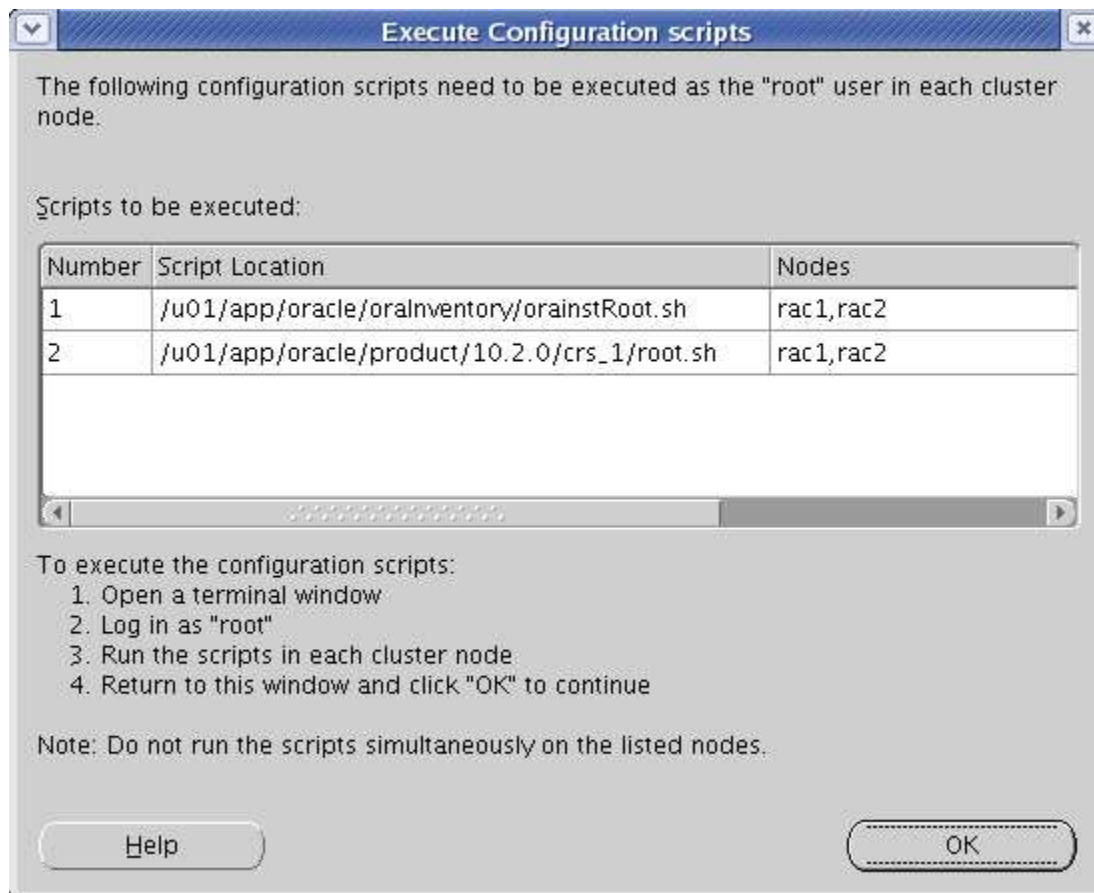 Execute Configuration scripts
The following configuration scripts need to be executed as the "root" user in each cluster
node.
Scripts to be executed:
Number Script Location Nodes
1 /u01/app/oracle/oraInventory/orainstRoot.sh rac1,rac2
2 /u01/app/oracle/product/10.2.0/crs_1/root.sh rac1,rac2
To execute the configuration scripts:
1. Open a terminal window
2. Log in as "root"
3. Run the scripts in each cluster node
4. Return to this window and click "OK" to continue
Note: Do not run the scripts simultaneously on the listed nodes.
Help OK